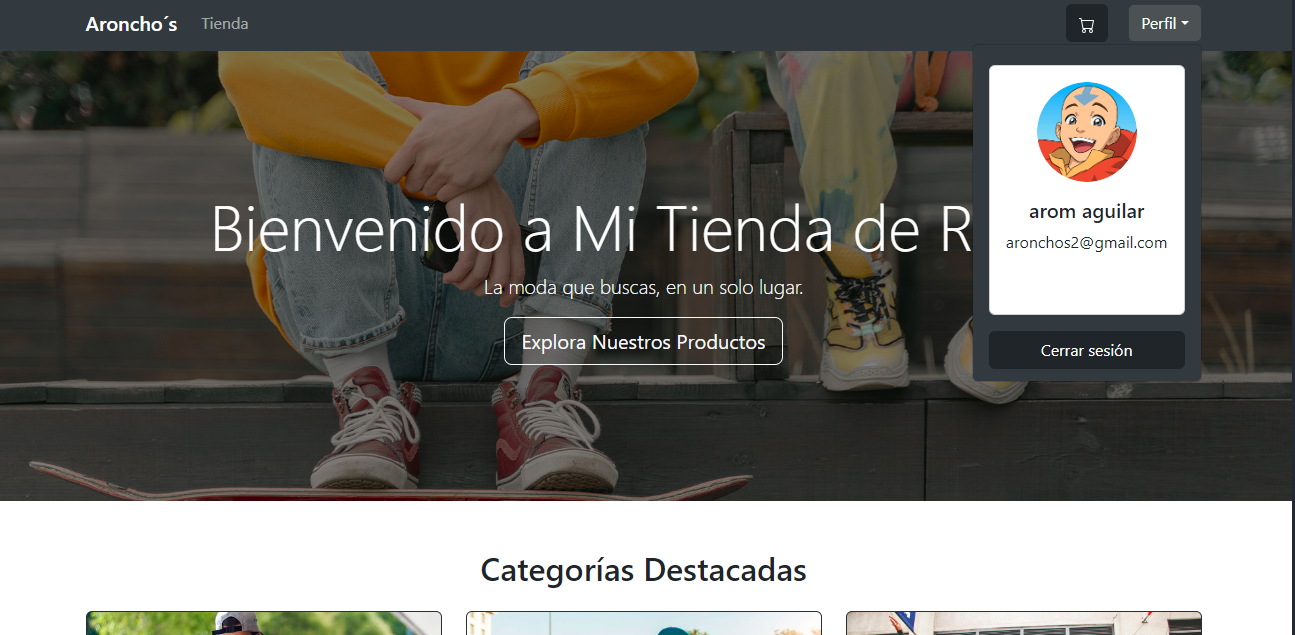 Aroncho´s
Tienda
Perfil
Bienvenido a Mi Tienda de R
La moda que buscas, en un solo lugar.
Explora Nuestros Productos
arom aguilar
aronchos2@gmail.com
Cerrar sesión
Categorías Destacadas